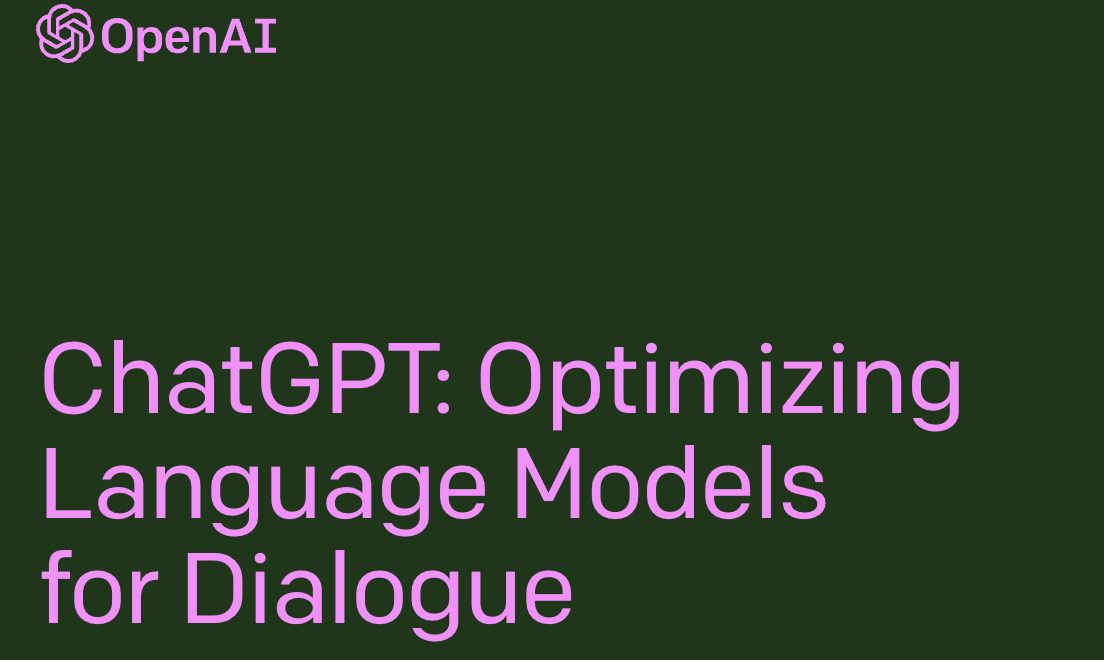 OpenAI
ChatGPT: Optimizing
Language Models
for Dialogue